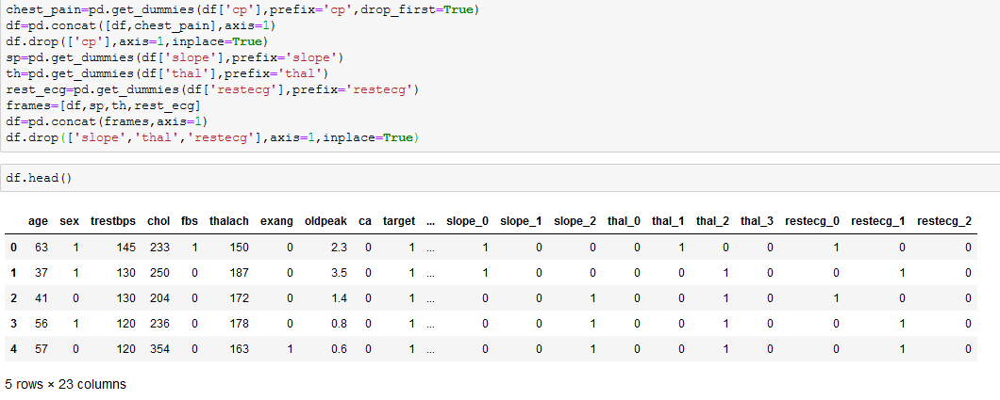 chest_pain=pd.get_dummies(df['cp'],prefix='cp',drop_first=True)
df=pd.concat([df,chest_pain],axis=1)
df.drop(['cp'],axis=1,inplace=True)
sp=pd.get_dummies(df['slope'],prefix='slope')
th=pd.get_dummies(df['thal'],prefix='thal')
rest_ecg=pd.get_dummies(df['restecg'],prefix='restecg')
frames=[df,sp,th,rest_ecg]
df=pd.concat(frames,axis=1)
df.drop(['slope','thal','restecg'],axis=1,inplace=True)
df.head()
age sex trestbps chol fbs thalach exang oldpeak ca target ... slope_0 slope_1 slope_2 thal_0 thal_1 thal_2 thal_3 restecg_0 restecg_1 restecg_2
0 63 1 145 233 1 150 0 2.3 0 1 ... 1 0 0 0 1 0 0 1 0 0
1 37 1 130 250 0 187 0 3.5 0 1 ... 1 0 0 0 0 1 0 0 1 0
2 41 0 130 204 0 172 0 1.4 0 1 ... 0 0 1 0 0 1 0 1 0 0
3 56 1 120 236 0 178 0 0.8 0 1 ... 0 0 1 0 0 1 0 0 1 0
4 57 0 120 354 0 163 1 0.6 0 1 ... 0 0 1 0 0 1 0 0 1 0
5 rows × 23 columns